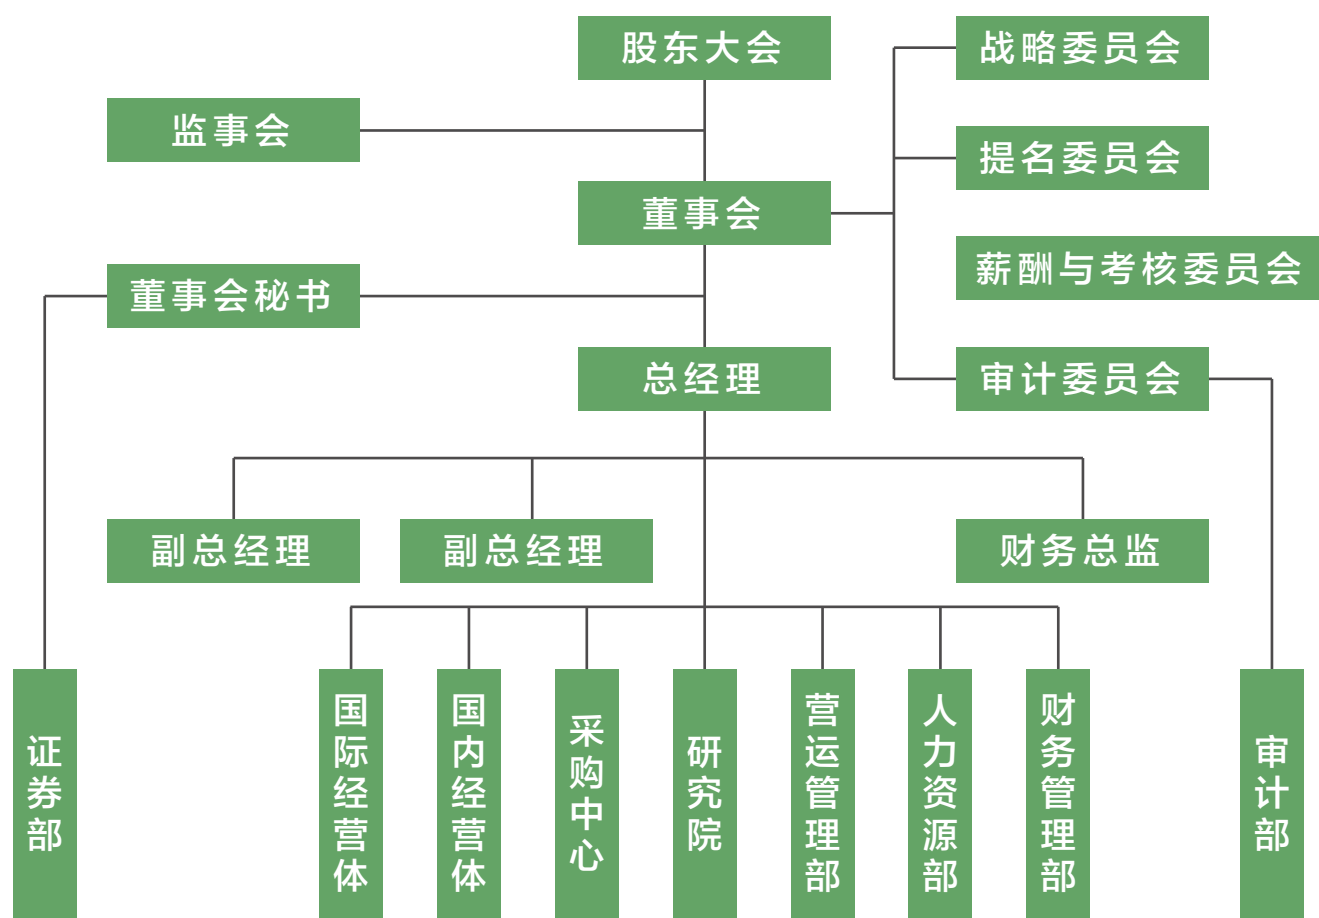 股东大会
战略委员会
监事会
提名委员会
董事会
薪酬与考核委员会
董事会秘书
总经理
审计委员会
副总经理
副总经理
财务总监
证券部
国际经营体
国内经营体
采购中心
研究院
营运管理部
人力资源部
财务管理部
审计部